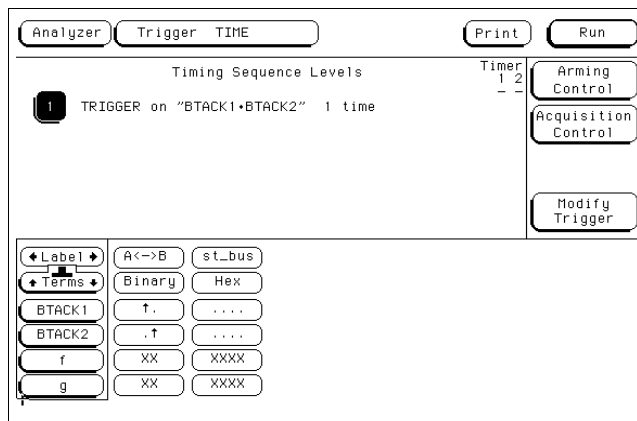 Analyzer Trigger TIME Print Run
Timing Sequence Levels
Timer
1 2
– –
Arming
Control
1 TRIGGER on "BTACK1•BTACK2" 1 time
Acquisition
Control
Modify
Trigger
←Label→ A<->B st_bus
↑Terms↓ Binary Hex
BTACK1 ↑. ....
BTACK2 .↑ ....
f XX XXXX
g XX XXXX